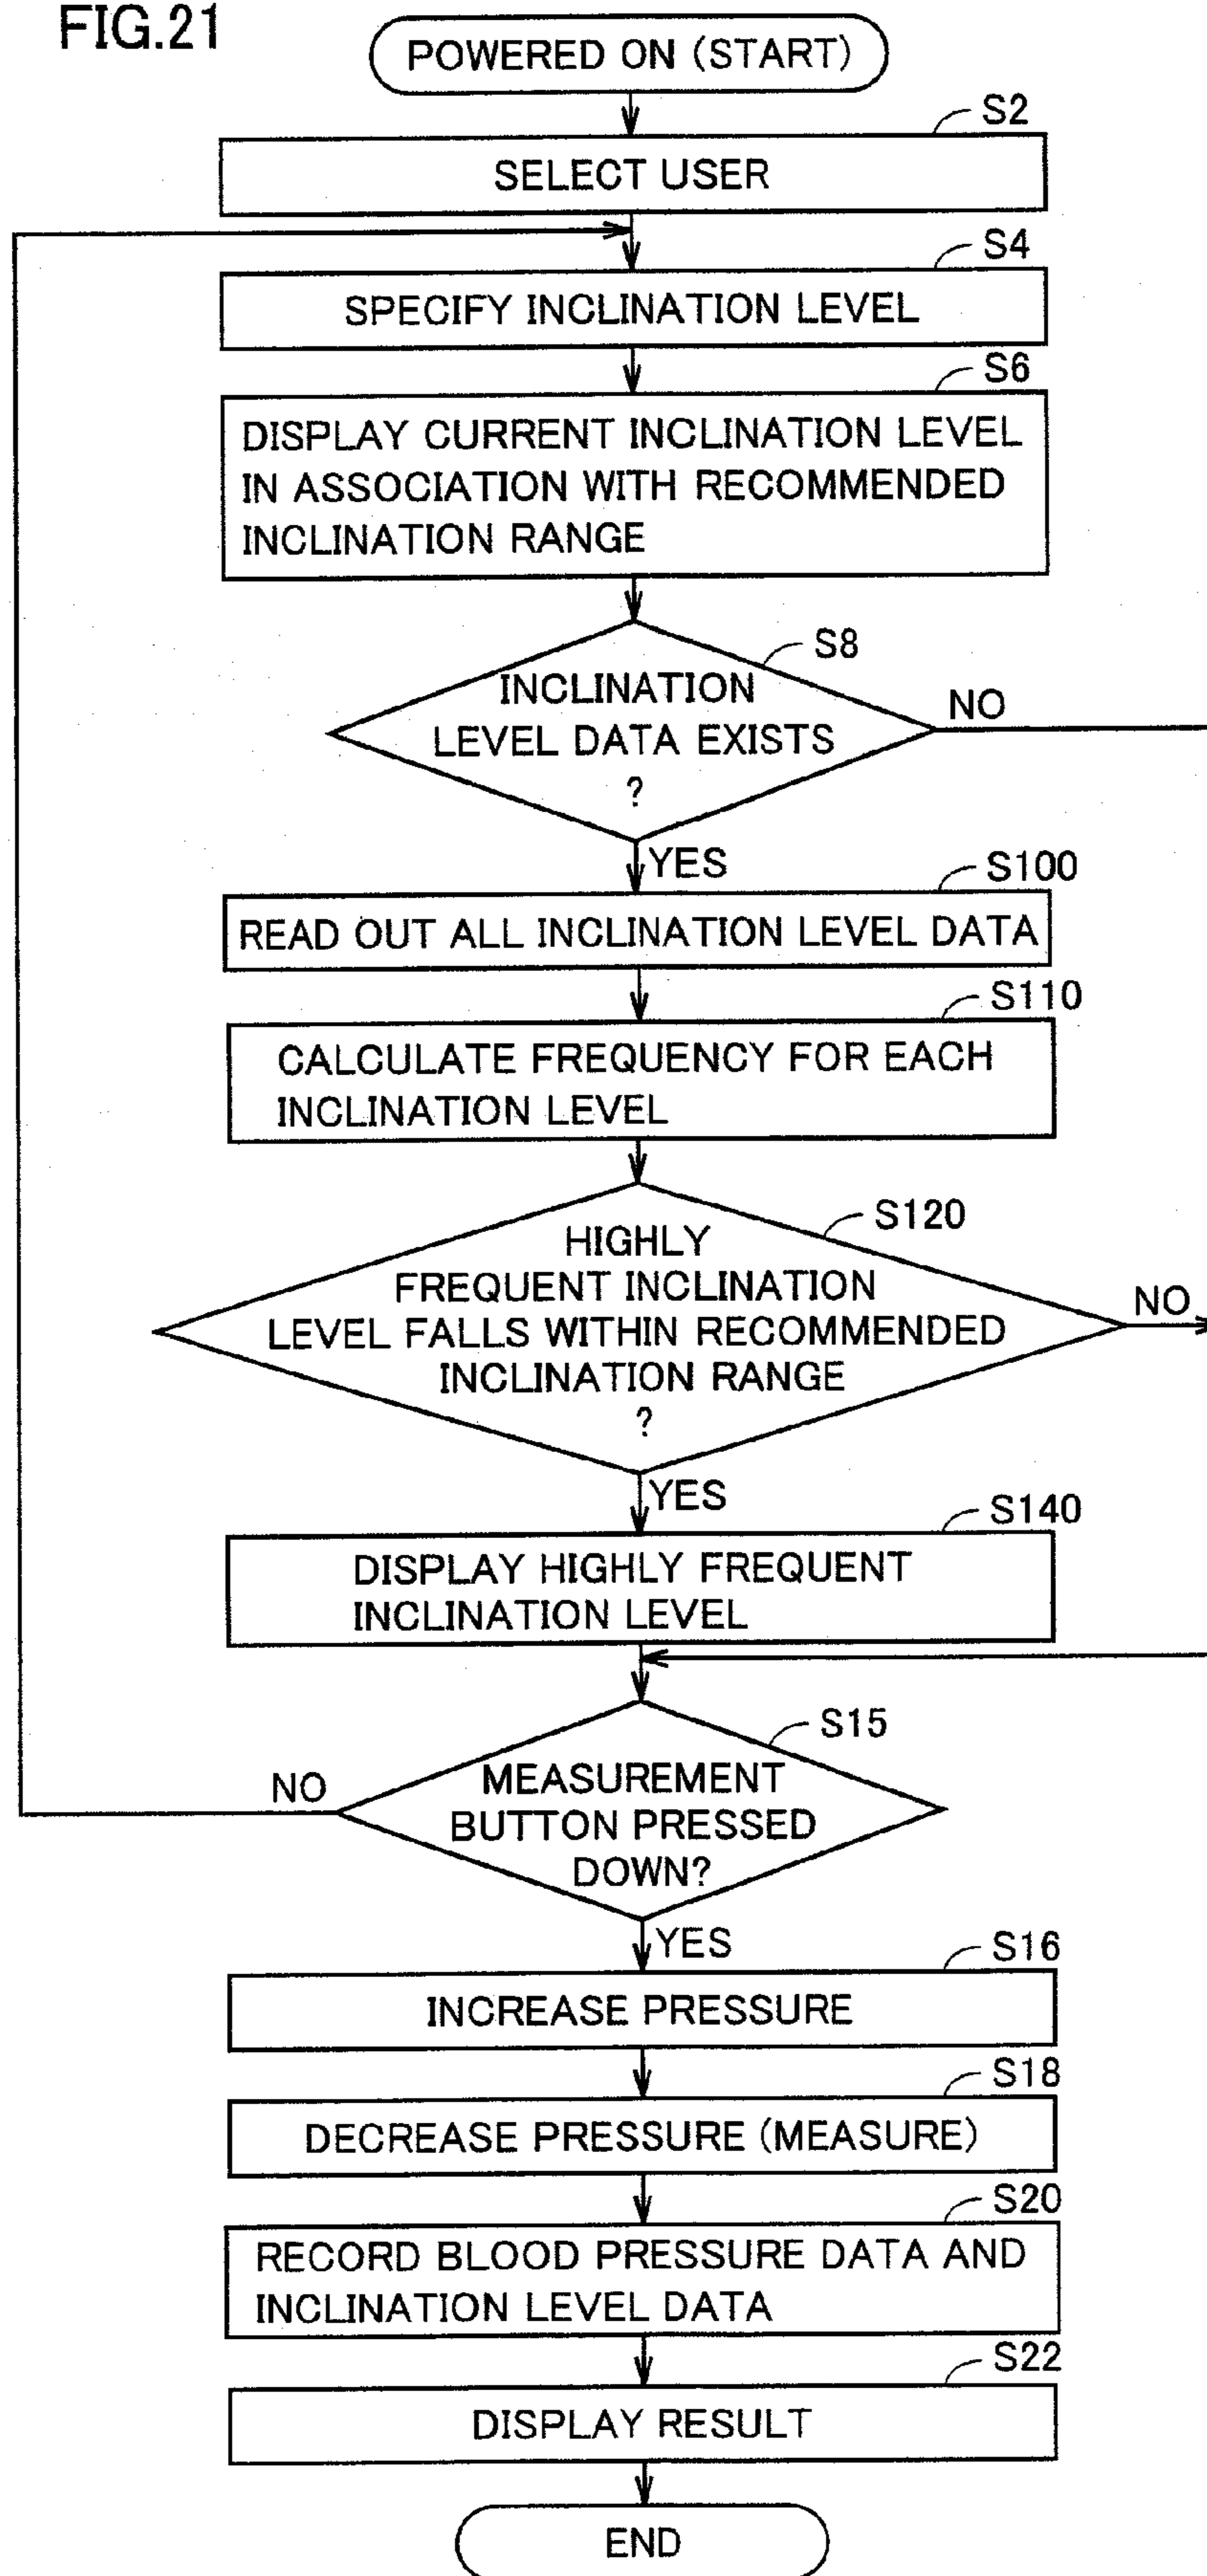 FIG.21
POWERED ON (START)
S2
SELECT USER
S4
SPECIFY INCLINATION LEVEL
S6
DISPLAY CURRENT INCLINATION LEVEL
IN ASSOCIATION WITH RECOMMENDED
INCLINATION RANGE
S8
INCLINATION
LEVEL DATA EXISTS
?
NO
YES
S100
READ OUT ALL INCLINATION LEVEL DATA
S110
CALCULATE FREQUENCY FOR EACH
INCLINATION LEVEL
S120
HIGHLY
FREQUENT INCLINATION
LEVEL FALLS WITHIN RECOMMENDED
INCLINATION RANGE
?
NO
YES
S140
DISPLAY HIGHLY FREQUENT
INCLINATION LEVEL
S15
MEASUREMENT
BUTTON PRESSED
DOWN?
NO
YES
S16
INCREASE PRESSURE
S18
DECREASE PRESSURE (MEASURE)
S20
RECORD BLOOD PRESSURE DATA AND
INCLINATION LEVEL DATA
S22
DISPLAY RESULT
END